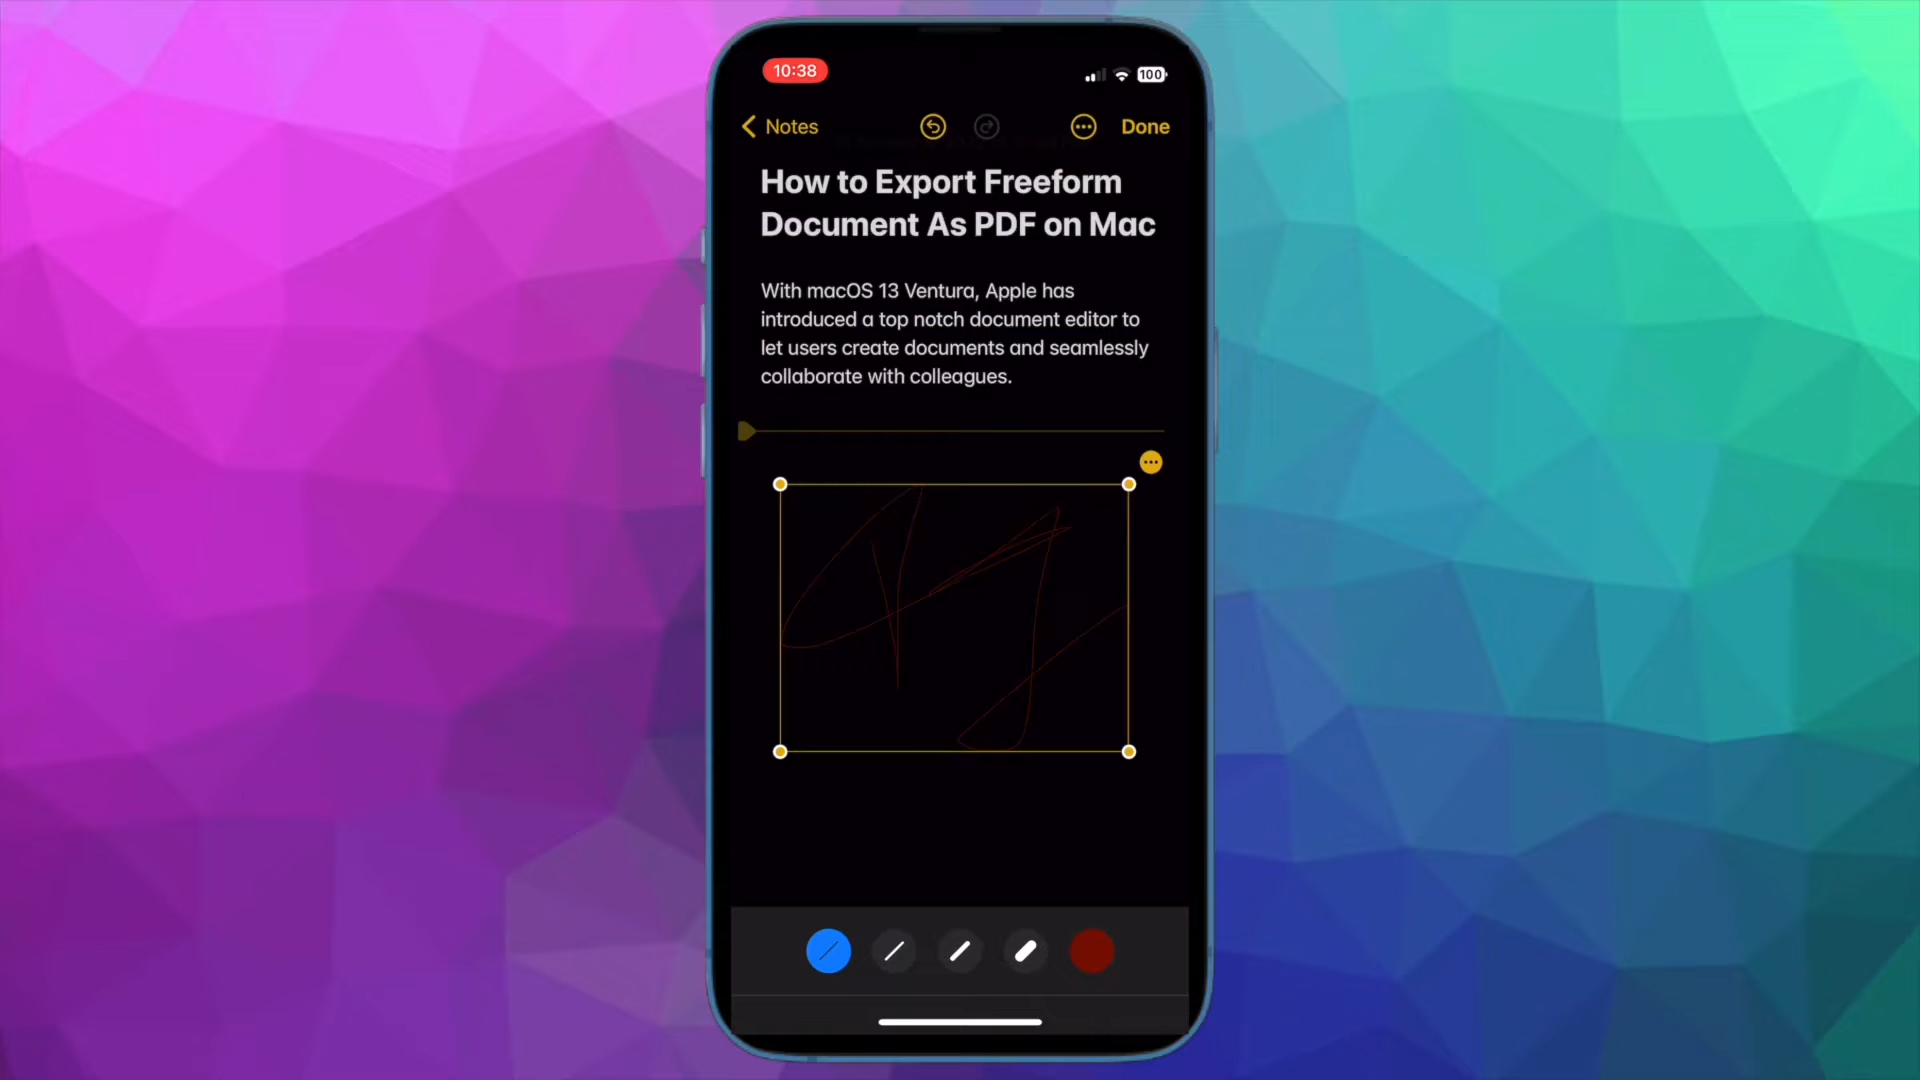 10:38
100
Notes
Done
How to Export Freeform
Document As PDF on Mac
With macOS 13 Ventura, Apple has
introduced a top notch document editor to
let users create documents and seamlessly
collaborate with colleagues.